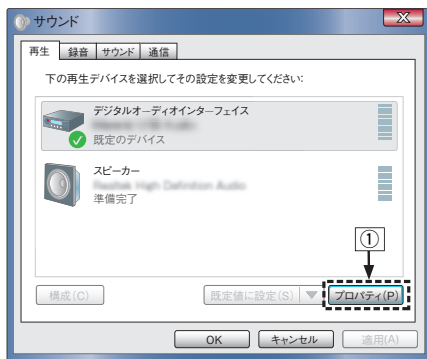 サウンド
再生 録音 サウンド 通信
下の再生デバイスを選択してその設定を変更してください:
デジタルオーディオインターフェイス
既定のデバイス
スピーカー
Realtek High Definition Audio
準備完了
①
構成(C) 既定値に設定(S) プロパティ(P)
OK キャンセル 適用(A)